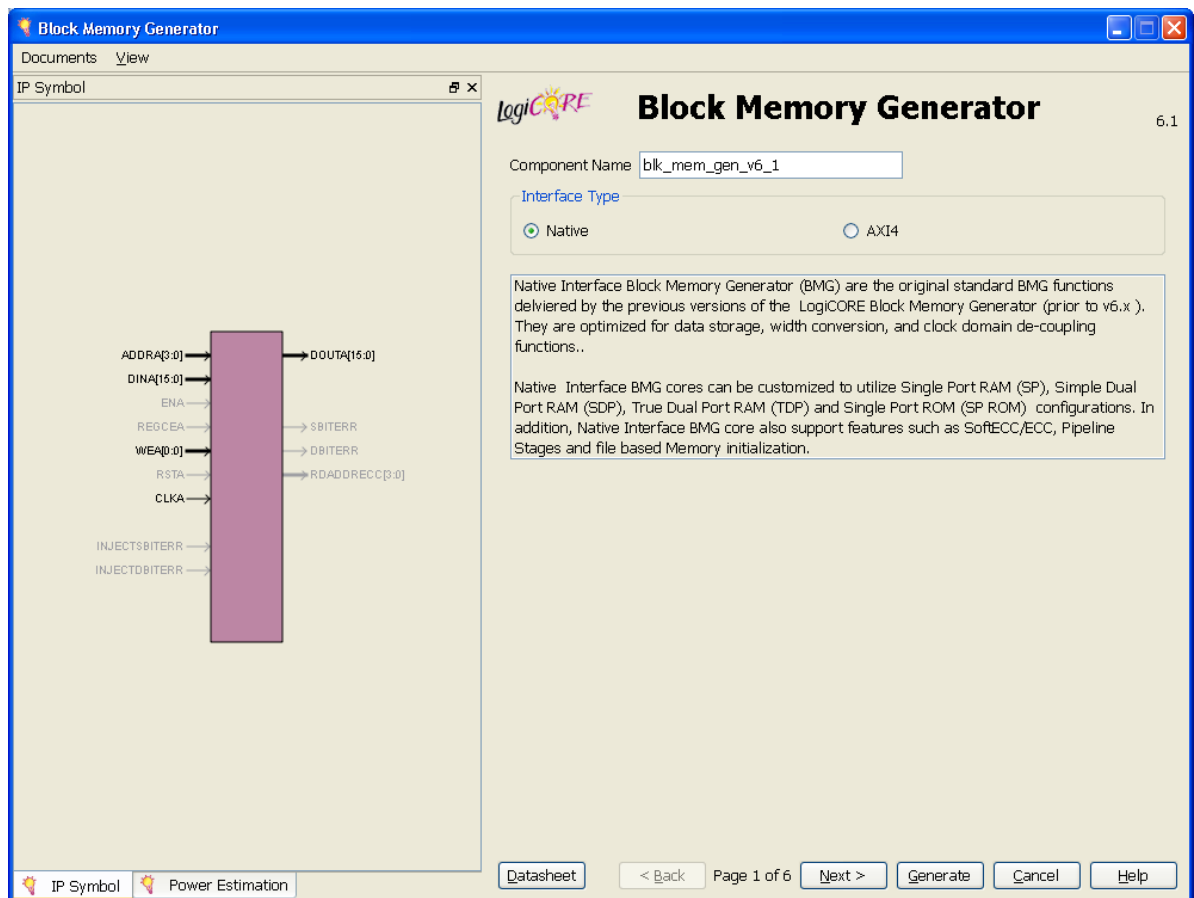 Block Memory Generator
Documents View
IP Symbol
ADDRA[3:0]
DOUTA[15:0]
DINA[15:0]
ENA
REGCEA
SBITERR
WEA[0:0]
DBITERR
RSTA
RDADDRECC[3:0]
CLKA
INJECTSBITERR
INJECTDBITERR
IP Symbol Power Estimation
LogiCORE
Block Memory Generator
6.1
Component Name blk_mem_gen_v6_1
Interface Type
Native AXI4
Native Interface Block Memory Generator (BMG) are the original standard BMG functions
delviered by the previous versions of the LogiCORE Block Memory Generator (prior to v6.x ).
They are optimized for data storage, width conversion, and clock domain de-coupling
functions..
Native Interface BMG cores can be customized to utilize Single Port RAM (SP), Simple Dual
Port RAM (SDP), True Dual Port RAM (TDP) and Single Port ROM (SP ROM) configurations. In
addition, Native Interface BMG core also support features such as SoftECC/ECC, Pipeline
Stages and file based Memory initialization.
Datasheet < Back Page 1 of 6 Next > Generate Cancel Help